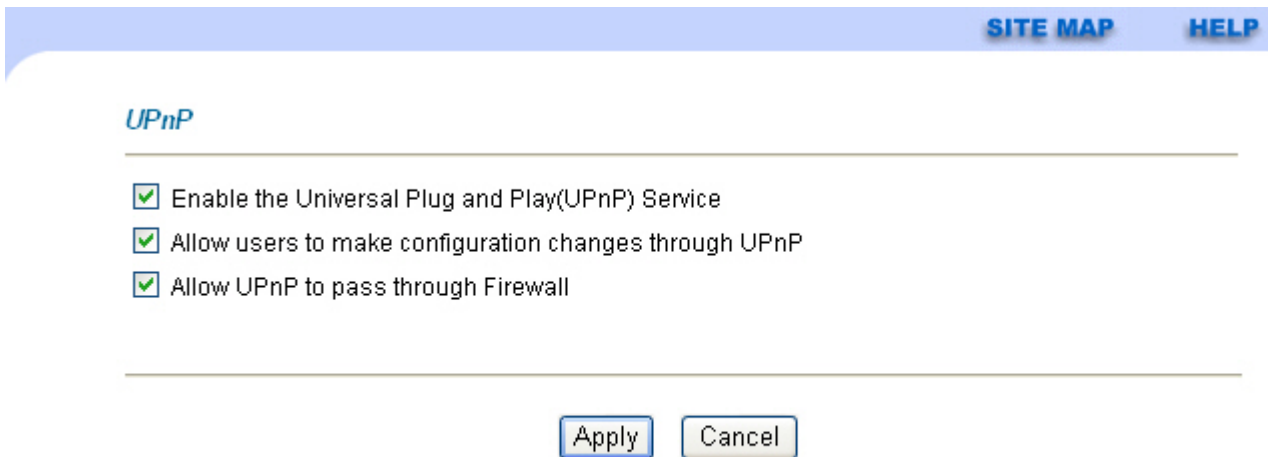 SITE MAP HELP
UPnP
Enable the Universal Plug and Play(UPnP) Service
Allow users to make configuration changes through UPnP
Allow UPnP to pass through Firewall
Apply Cancel